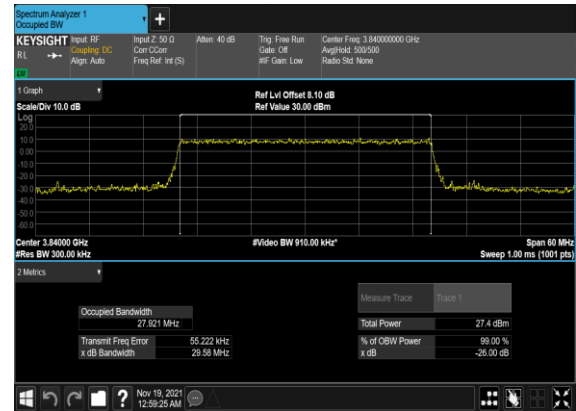 Spectrum Analyzer 1
Occupied BW
+
KEYSIGHT Input: RF Input Z: 50 Ω Atten: 40 dB Trig: Free Run Center Freq: 3.840000000 GHz
RL Coupling: DC Corr CCorr Gate: Off Avg|Hold: 500/500
Align: Auto Freq Ref: Int (S) #IF Gain: Low Radio Std: None
1 Graph
Scale/Div 10.0 dB Ref Lvl Offset 8.10 dB
Ref Value 30.00 dBm
Log
20.0
10.0
0.00
-10.0
-20.0
-30.0
-40.0
-50.0
-60.0
Center 3.84000 GHz #Video BW 910.00 kHz* Span 60 MHz
#Res BW 300.00 kHz Sweep 1.00 ms (1001 pts)
2 Metrics
Measure Trace Trace 1
Occupied Bandwidth
27.921 MHz Total Power 27.4 dBm
Transmit Freq Error 55.222 kHz % of OBW Power 99.00 %
x dB Bandwidth 29.58 MHz x dB -26.00 dB
? Nov 19, 2021
12:59:25 AM